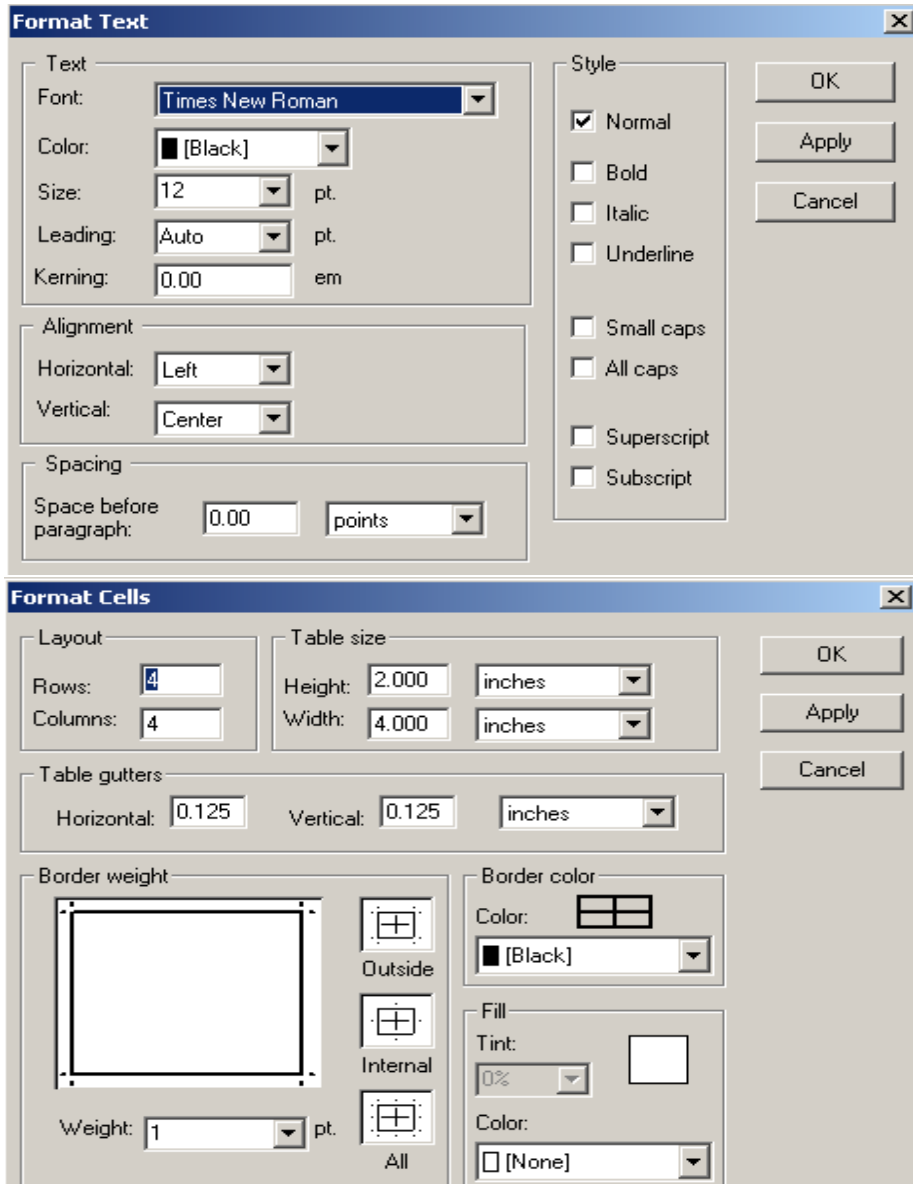 Format Text
Text
Font: Times New Roman
Color: [Black]
Size: 12 pt.
Leading: Auto pt.
Kerning: 0.00 em
Alignment
Horizontal: Left
Vertical: Center
Spacing
Space before
paragraph: 0.00 points
Style
Normal
Bold
Italic
Underline
Small caps
All caps
Superscript
Subscript
OK
Apply
Cancel
Format Cells
Layout
Rows: 4
Columns: 4
Table size
Height: 2.000 inches
Width: 4.000 inches
OK
Apply
Cancel
Table gutters
Horizontal: 0.125 Vertical: 0.125 inches
Border weight
Outside
Internal
All
Weight: 1 pt.
Border color
Color:
[Black]
Fill
Tint:
0%
Color:
[None]